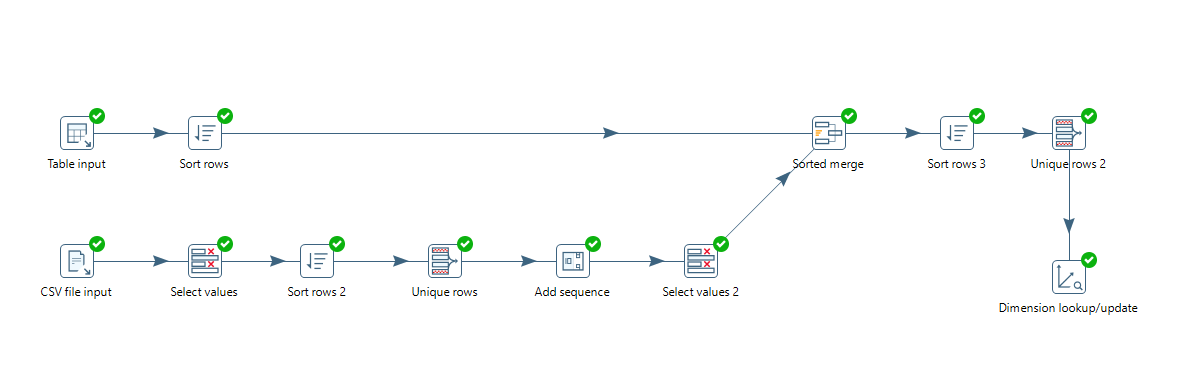 Table input
Sort rows
Sorted merge
Sort rows 3
Unique rows 2
CSV file input
Select values
Sort rows 2
Unique rows
Add sequence
Select values 2
Dimension lookup/update